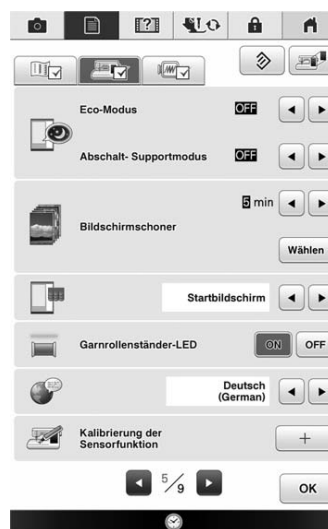 Eco-Modus OFF
Abschalt- Supportmodus OFF
5 min
Bildschirmschoner
Wählen
Startbildschirm
Garnrollenständer-LED ON OFF
Deutsch
(German)
Kalibrierung der
Sensorfunktion +
5/9 OK